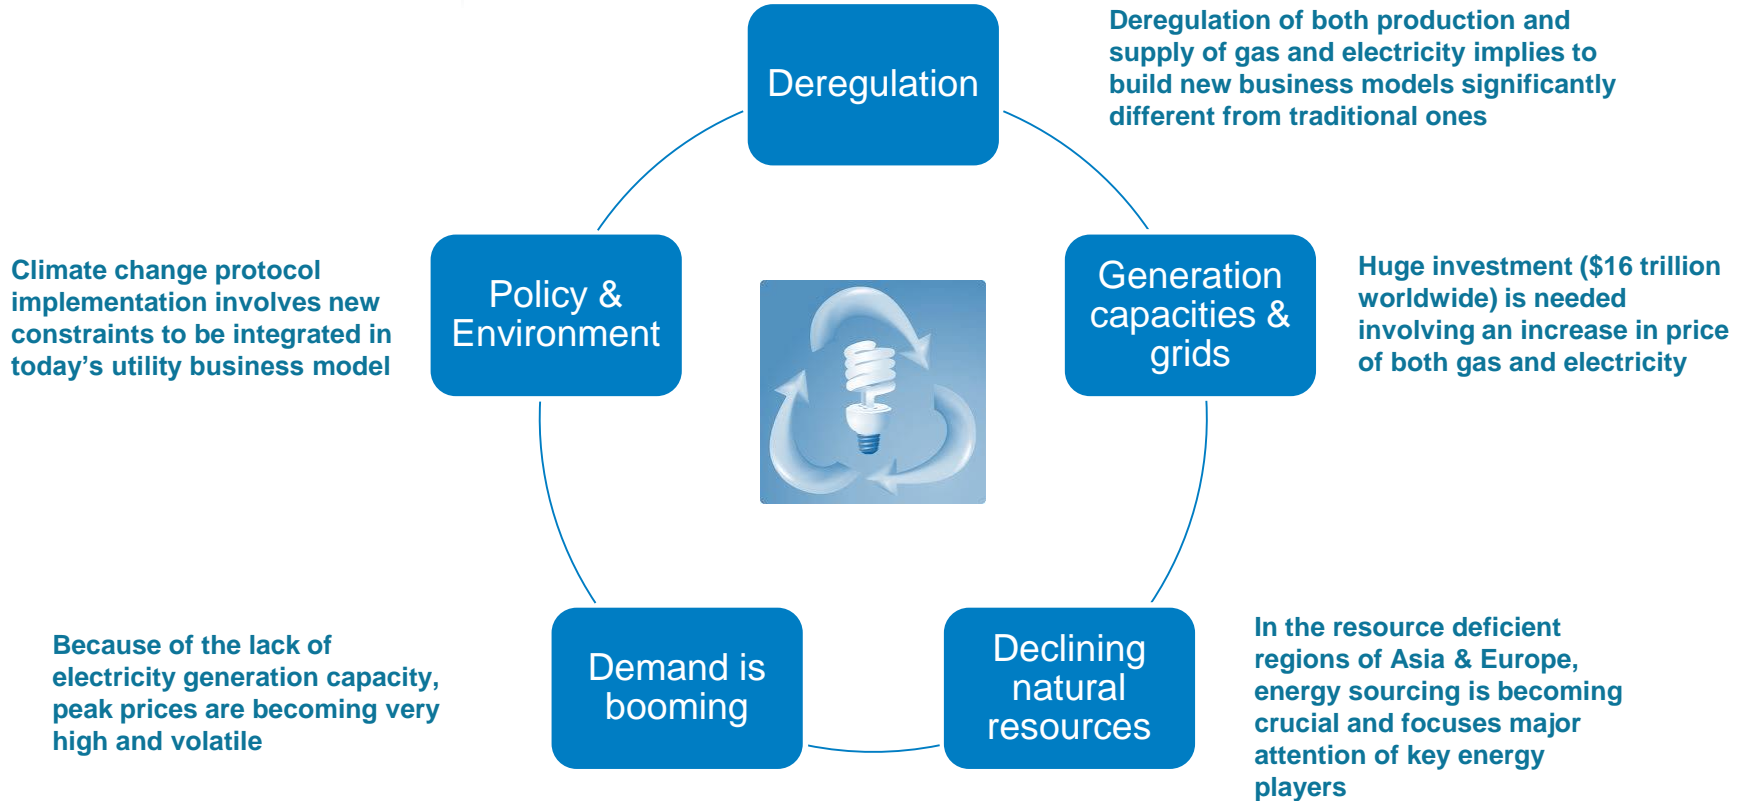 Deregulation
Deregulation of both production and
supply of gas and electricity implies to
build new business models significantly
different from traditional ones
Generation
capacities &
grids
Huge investment ($16 trillion
worldwide) is needed
involving an increase in price
of both gas and electricity
Declining
natural
resources
In the resource deficient
regions of Asia & Europe,
energy sourcing is becoming
crucial and focuses major
attention of key energy
players
Demand is
booming
Because of the lack of
electricity generation capacity,
peak prices are becoming very
high and volatile
Policy &
Environment
Climate change protocol
implementation involves new
constraints to be integrated in
today’s utility business model